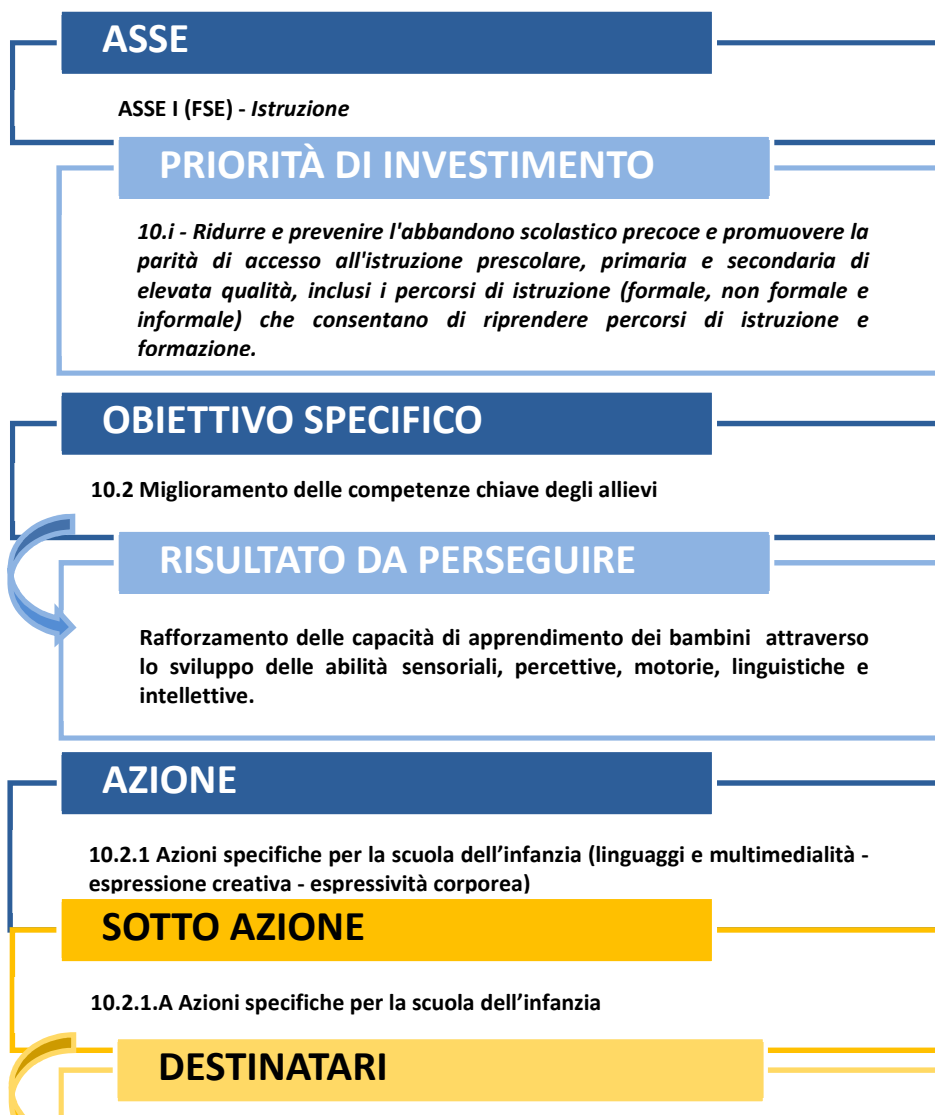 ASSE
ASSE I (FSE) - Istruzione
PRIORITÀ DI INVESTIMENTO
10.i - Ridurre e prevenire l'abbandono scolastico precoce e promuovere la
parità di accesso all'istruzione prescolare, primaria e secondaria di
elevata qualità, inclusi i percorsi di istruzione (formale, non formale e
informale) che consentano di riprendere percorsi di istruzione e
formazione.
OBIETTIVO SPECIFICO
10.2 Miglioramento delle competenze chiave degli allievi
RISULTATO DA PERSEGUIRE
Rafforzamento delle capacità di apprendimento dei bambini attraverso
lo sviluppo delle abilità sensoriali, percettive, motorie, linguistiche e
intellettive.
AZIONE
10.2.1 Azioni specifiche per la scuola dell’infanzia (linguaggi e multimedialità -
espressione creativa - espressività corporea)
SOTTO AZIONE
10.2.1.A Azioni specifiche per la scuola dell’infanzia
DESTINATARI